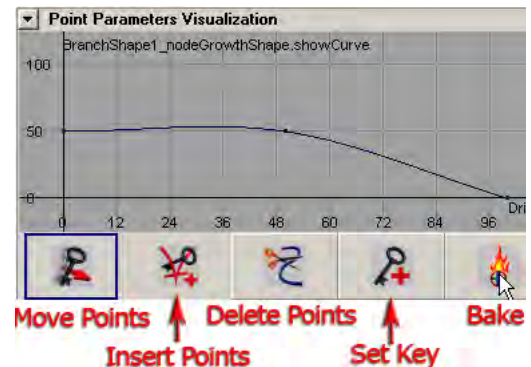 Point Parameters Visualization
BranchShape1_nodeGrowthShape.showCurve
100
50
0
Dri
0 12 24 36 48 60 72 84 96
Move Points
Delete Points
Bake
Insert Points
Set Key